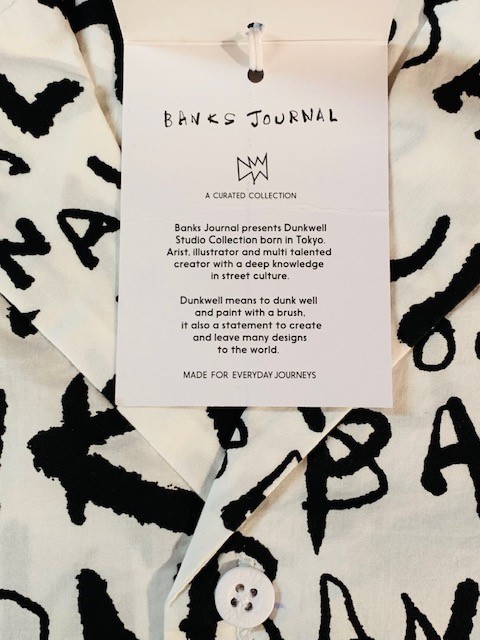 BANKS JOURNAL
A CURATED COLLECTION
Banks Journal presents Dunkwell
Studio Collection born in Tokyo.
Arist, illustrator and multi talented
creator with a deep knowledge
in street culture.
Dunkwell means to dunk well
and paint with a brush,
it also a statement to create
and leave many designs
to the world.
MADE FOR EVERYDAY JOURNEYS